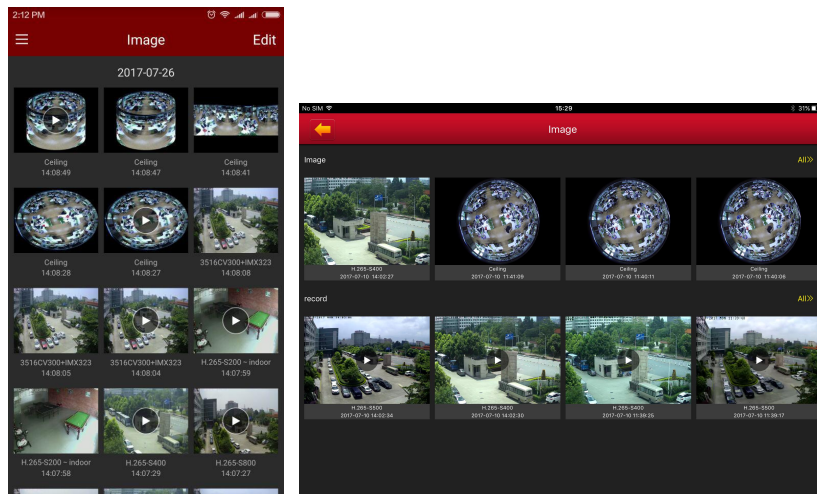 2:12 PM
Image
Edit
2017-07-26
Ceiling
14:08:49
Ceiling
14:08:47
Ceiling
14:08:41
Ceiling
14:08:28
Ceiling
14:08:27
3516CV300+IMX323
14:08:08
3516CV300+IMX323
14:08:05
3516CV300+IMX323
14:08:04
H.265-S200 – indoor
14:07:59
H.265-S200 – indoor
14:07:58
H.265-S400
14:07:29
H.265-S800
14:07:27
No SIM
15:29
31%
Image
Image
All»
H.265-S400
2017-07-10 14:02:27
Ceiling
2017-07-10 11:41:09
Ceiling
2017-07-10 11:40:11
Ceiling
2017-07-10 11:40:06
record
All»
H.265-S500
2017-07-10 14:02:34
H.265-S400
2017-07-10 14:02:30
H.265-S400
2017-07-10 11:39:25
H.265-S500
2017-07-10 11:39:17